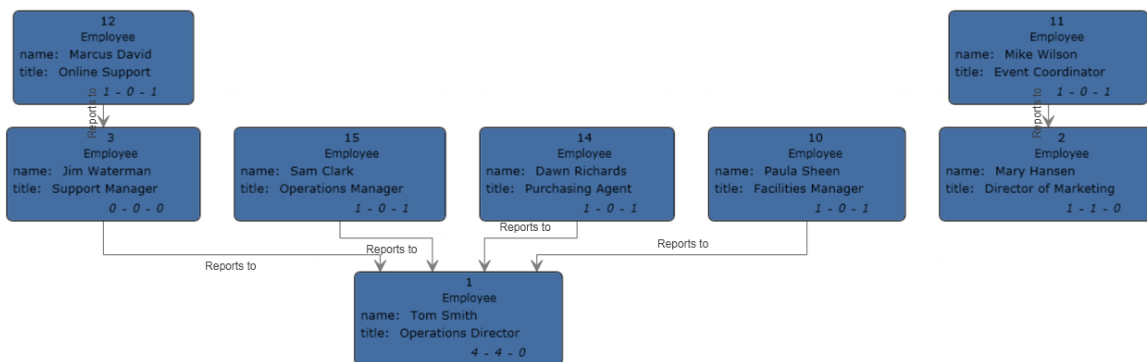 12
Employee
name: Marcus David
title: Online Support
1 - 0 - 1
11
Employee
name: Mike Wilson
title: Event Coordinator
1 - 0 - 1
Reports to
Reports to
3
Employee
name: Jim Waterman
title: Support Manager
0 - 0 - 0
15
Employee
name: Sam Clark
title: Operations Manager
1 - 0 - 1
14
Employee
name: Dawn Richards
title: Purchasing Agent
1 - 0 - 1
10
Employee
name: Paula Sheen
title: Facilities Manager
1 - 0 - 1
2
Employee
name: Mary Hansen
title: Director of Marketing
1 - 1 - 0
Reports to
Reports to
Reports to
Reports to
1
Employee
name: Tom Smith
title: Operations Director
4 - 4 - 0